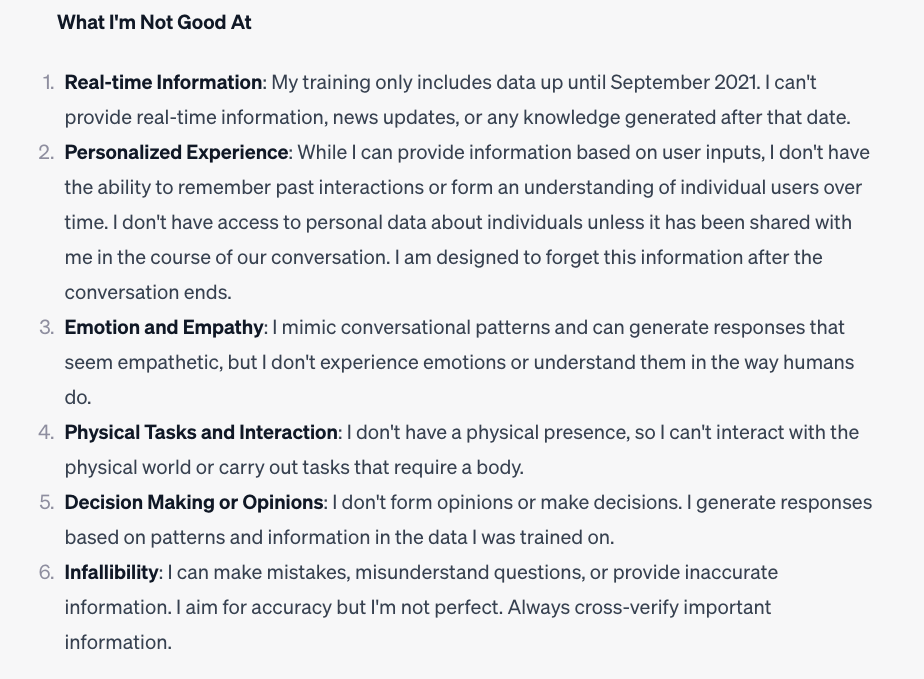 What I'm Not Good At
1. Real-time Information: My training only includes data up until September 2021. I can't
provide real-time information, news updates, or any knowledge generated after that date.
2. Personalized Experience: While I can provide information based on user inputs, I don't have
the ability to remember past interactions or form an understanding of individual users over
time. I don't have access to personal data about individuals unless it has been shared with
me in the course of our conversation. I am designed to forget this information after the
conversation ends.
3. Emotion and Empathy: I mimic conversational patterns and can generate responses that
seem empathetic, but I don't experience emotions or understand them in the way humans
do.
4. Physical Tasks and Interaction: I don't have a physical presence, so I can't interact with the
physical world or carry out tasks that require a body.
5. Decision Making or Opinions: I don't form opinions or make decisions. I generate responses
based on patterns and information in the data I was trained on.
6. Infallibility: I can make mistakes, misunderstand questions, or provide inaccurate
information. I aim for accuracy but I'm not perfect. Always cross-verify important
information.